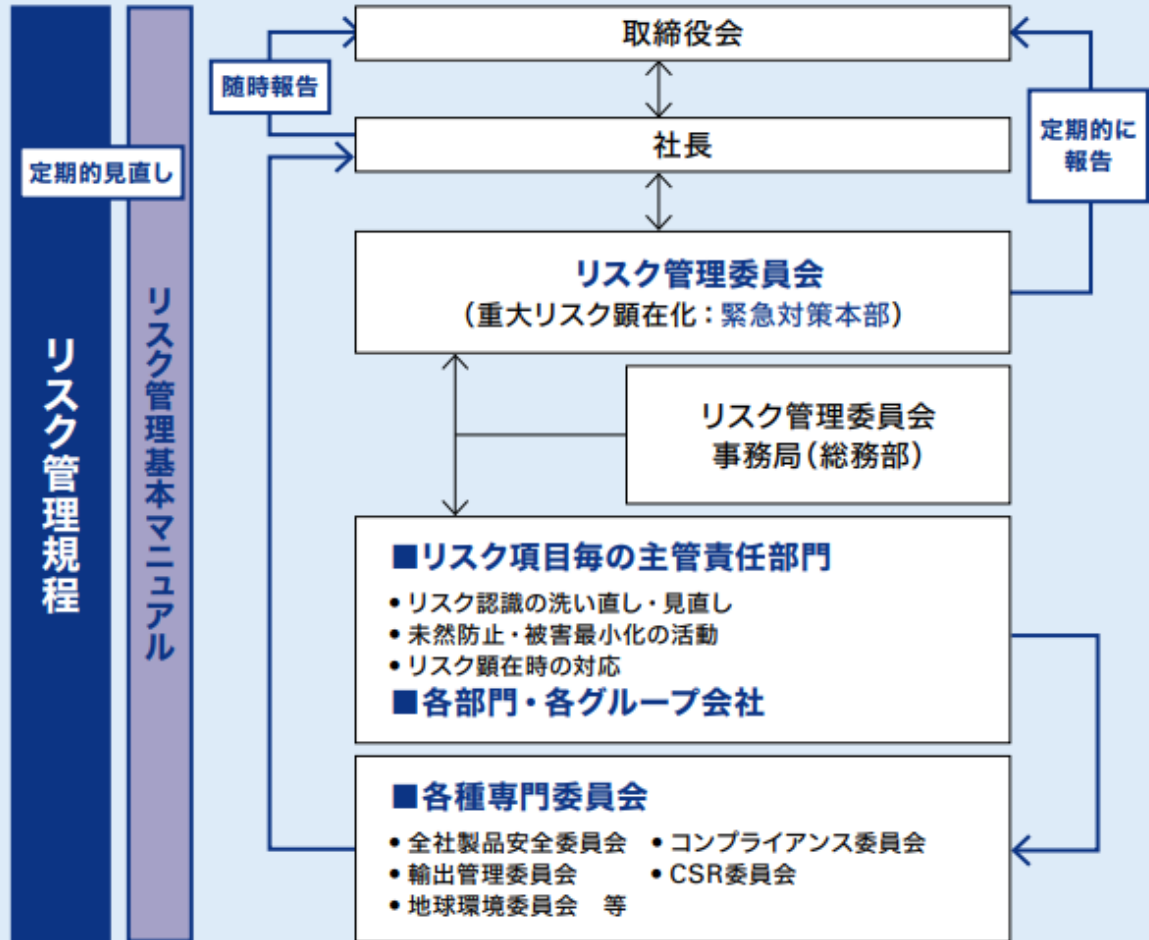 取締役会
随時報告
定期的に
報告
社長
定期的見直し
リスク管理規程
リスク管理基本マニュアル
リスク管理委員会
（重大リスク顕在化：緊急対策本部）
リスク管理委員会
事務局（総務部）
■リスク項目毎の主管責任部門
• リスク認識の洗い直し・見直し
• 未然防止・被害最小化の活動
• リスク顕在時の対応
■各部門・各グループ会社
■各種専門委員会
• 全社製品安全委員会 • コンプライアンス委員会
• 輸出管理委員会 • CSR委員会
• 地球環境委員会 等